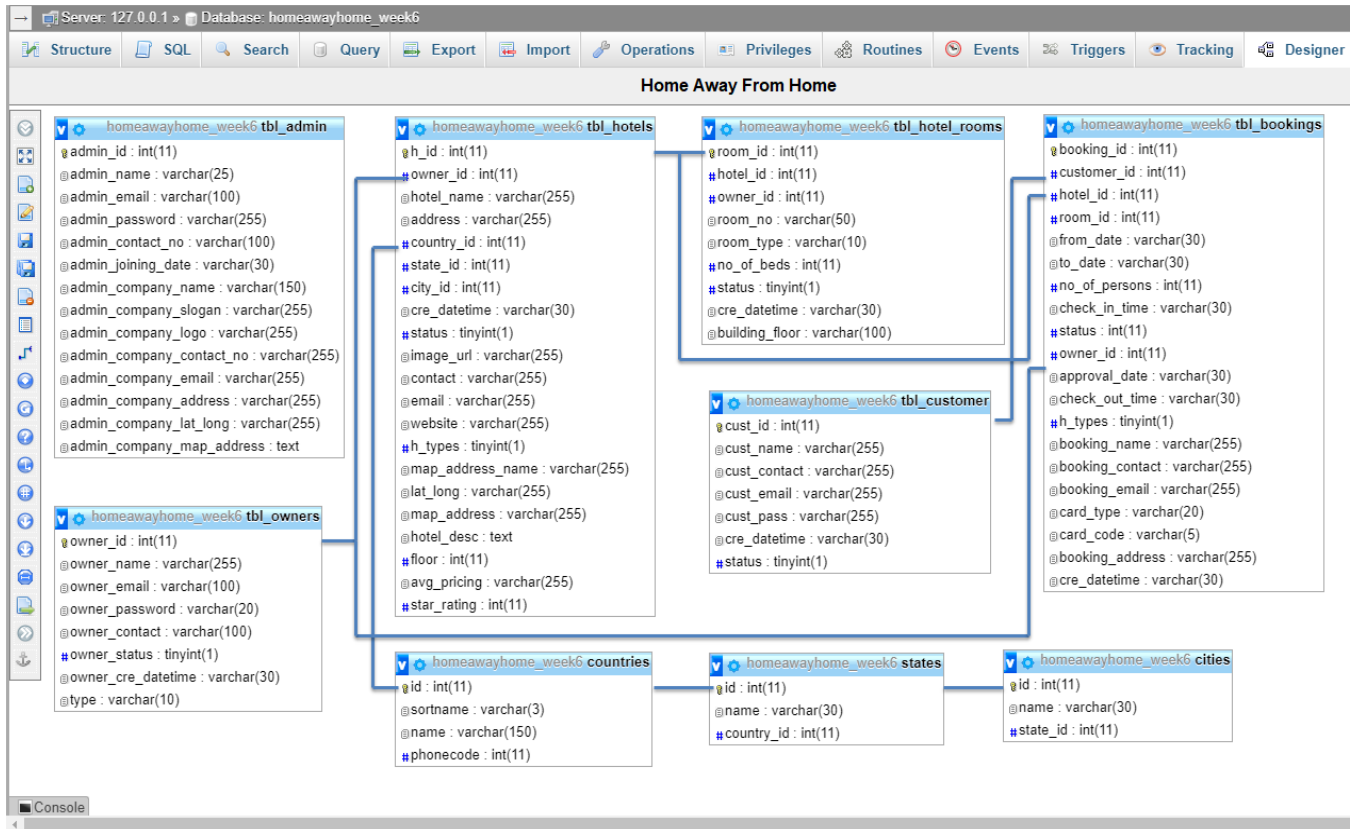 Server: 127.0.0.1 » Database: homeawayhome_week6
Structure SQL Search Query Export Import Operations Privileges Routines Events Triggers Tracking Designer
Home Away From Home
homeawayhome_week6 tbl_admin
admin_id : int(11)
admin_name : varchar(25)
admin_email : varchar(100)
admin_password : varchar(255)
admin_contact_no : varchar(100)
admin_joining_date : varchar(30)
admin_company_name : varchar(150)
admin_company_slogan : varchar(255)
admin_company_logo : varchar(255)
admin_company_contact_no : varchar(255)
admin_company_email : varchar(255)
admin_company_address : varchar(255)
admin_company_lat_long : varchar(255)
admin_company_map_address : text
homeawayhome_week6 tbl_hotels
h_id : int(11)
owner_id : int(11)
hotel_name : varchar(255)
address : varchar(255)
country_id : int(11)
state_id : int(11)
city_id : int(11)
cre_datetime : varchar(30)
status : tinyint(1)
image_url : varchar(255)
contact : varchar(255)
email : varchar(255)
website : varchar(255)
h_types : tinyint(1)
map_address_name : varchar(255)
lat_long : varchar(255)
map_address : varchar(255)
hotel_desc : text
floor : int(11)
avg_pricing : varchar(255)
star_rating : int(11)
homeawayhome_week6 tbl_hotel_rooms
room_id : int(11)
hotel_id : int(11)
owner_id : int(11)
room_no : varchar(50)
room_type : varchar(10)
no_of_beds : int(11)
status : tinyint(1)
cre_datetime : varchar(30)
building_floor : varchar(100)
homeawayhome_week6 tbl_bookings
booking_id : int(11)
customer_id : int(11)
hotel_id : int(11)
room_id : int(11)
from_date : varchar(30)
to_date : varchar(30)
no_of_persons : int(11)
check_in_time : varchar(30)
status : int(11)
owner_id : int(11)
approval_date : varchar(30)
check_out_time : varchar(30)
h_types : tinyint(1)
booking_name : varchar(255)
booking_contact : varchar(255)
booking_email : varchar(255)
card_type : varchar(20)
card_code : varchar(5)
booking_address : varchar(255)
cre_datetime : varchar(30)
homeawayhome_week6 tbl_customer
cust_id : int(11)
cust_name : varchar(255)
cust_contact : varchar(255)
cust_email : varchar(255)
cust_pass : varchar(255)
cre_datetime : varchar(30)
status : tinyint(1)
homeawayhome_week6 tbl_owners
owner_id : int(11)
owner_name : varchar(255)
owner_email : varchar(100)
owner_password : varchar(20)
owner_contact : varchar(100)
owner_status : tinyint(1)
owner_cre_datetime : varchar(30)
type : varchar(10)
homeawayhome_week6 countries
id : int(11)
sortname : varchar(3)
name : varchar(150)
phonecode : int(11)
homeawayhome_week6 states
id : int(11)
name : varchar(30)
country_id : int(11)
homeawayhome_week6 cities
id : int(11)
name : varchar(30)
state_id : int(11)
Console